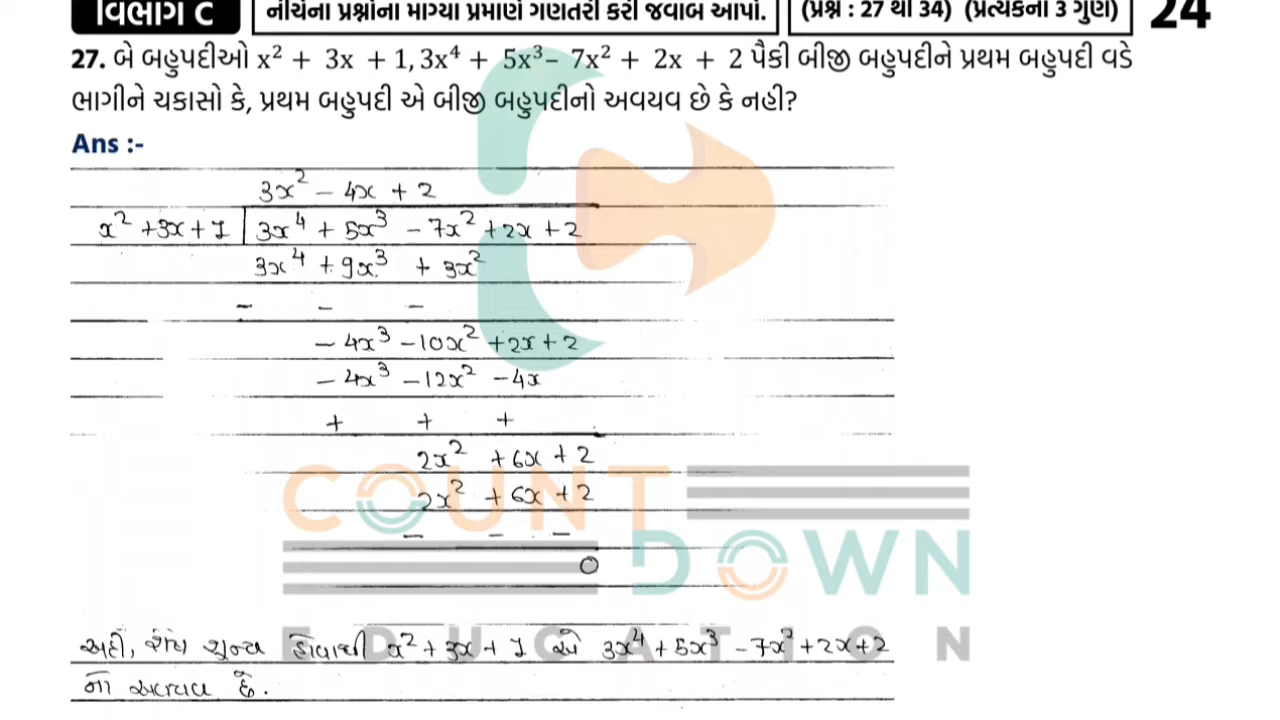 વિભાગ C નીચેના પ્રશ્નોના માગ્યા પ્રમાણે ગણતરી કરી જવાબ આપો. (પ્રશ્ન : 27 થી 34) (પ્રત્યેકના 3 ગુણ) 24
27. બે બહુપદીઓ x² + 3x + 1, 3x⁴ + 5x³– 7x² + 2x + 2 પૈકી બીજી બહુપદીને પ્રથમ બહુપદી વડે
ભાગીને ચકાસો કે, પ્રથમ બહુપદી એ બીજી બહુપદીનો અવયવ છે કે નહી?
Ans :-
3x² – 4x + 2
x² + 3x + 1 | 3x⁴ + 5x³ – 7x² + 2x + 2
3x⁴ + 9x³ + 3x²
– – –
– 4x³ – 10x² + 2x + 2
– 4x³ – 12x² – 4x
+ + +
2x² + 6x + 2
2x² + 6x + 2
– – –
0
COUNT
DOWN
EDUCATION
અહીં, શેષ શૂન્ય હોવાથી x² + 3x + 1 એ 3x⁴ + 5x³ – 7x² + 2x + 2
નો અવયવ છે.